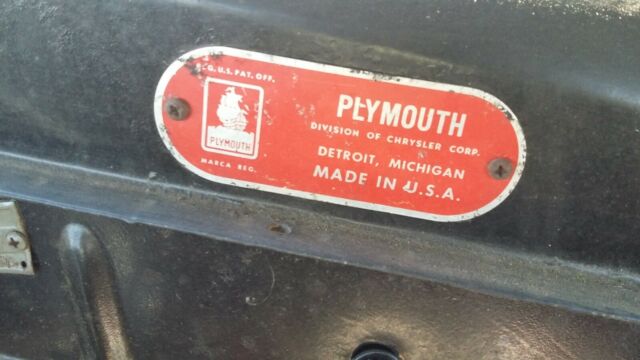 REG. U.S. PAT. OFF.
PLYMOUTH
MARCA REG.
PLYMOUTH
DIVISION OF CHRYSLER CORP.
DETROIT, MICHIGAN
MADE IN U.S.A.